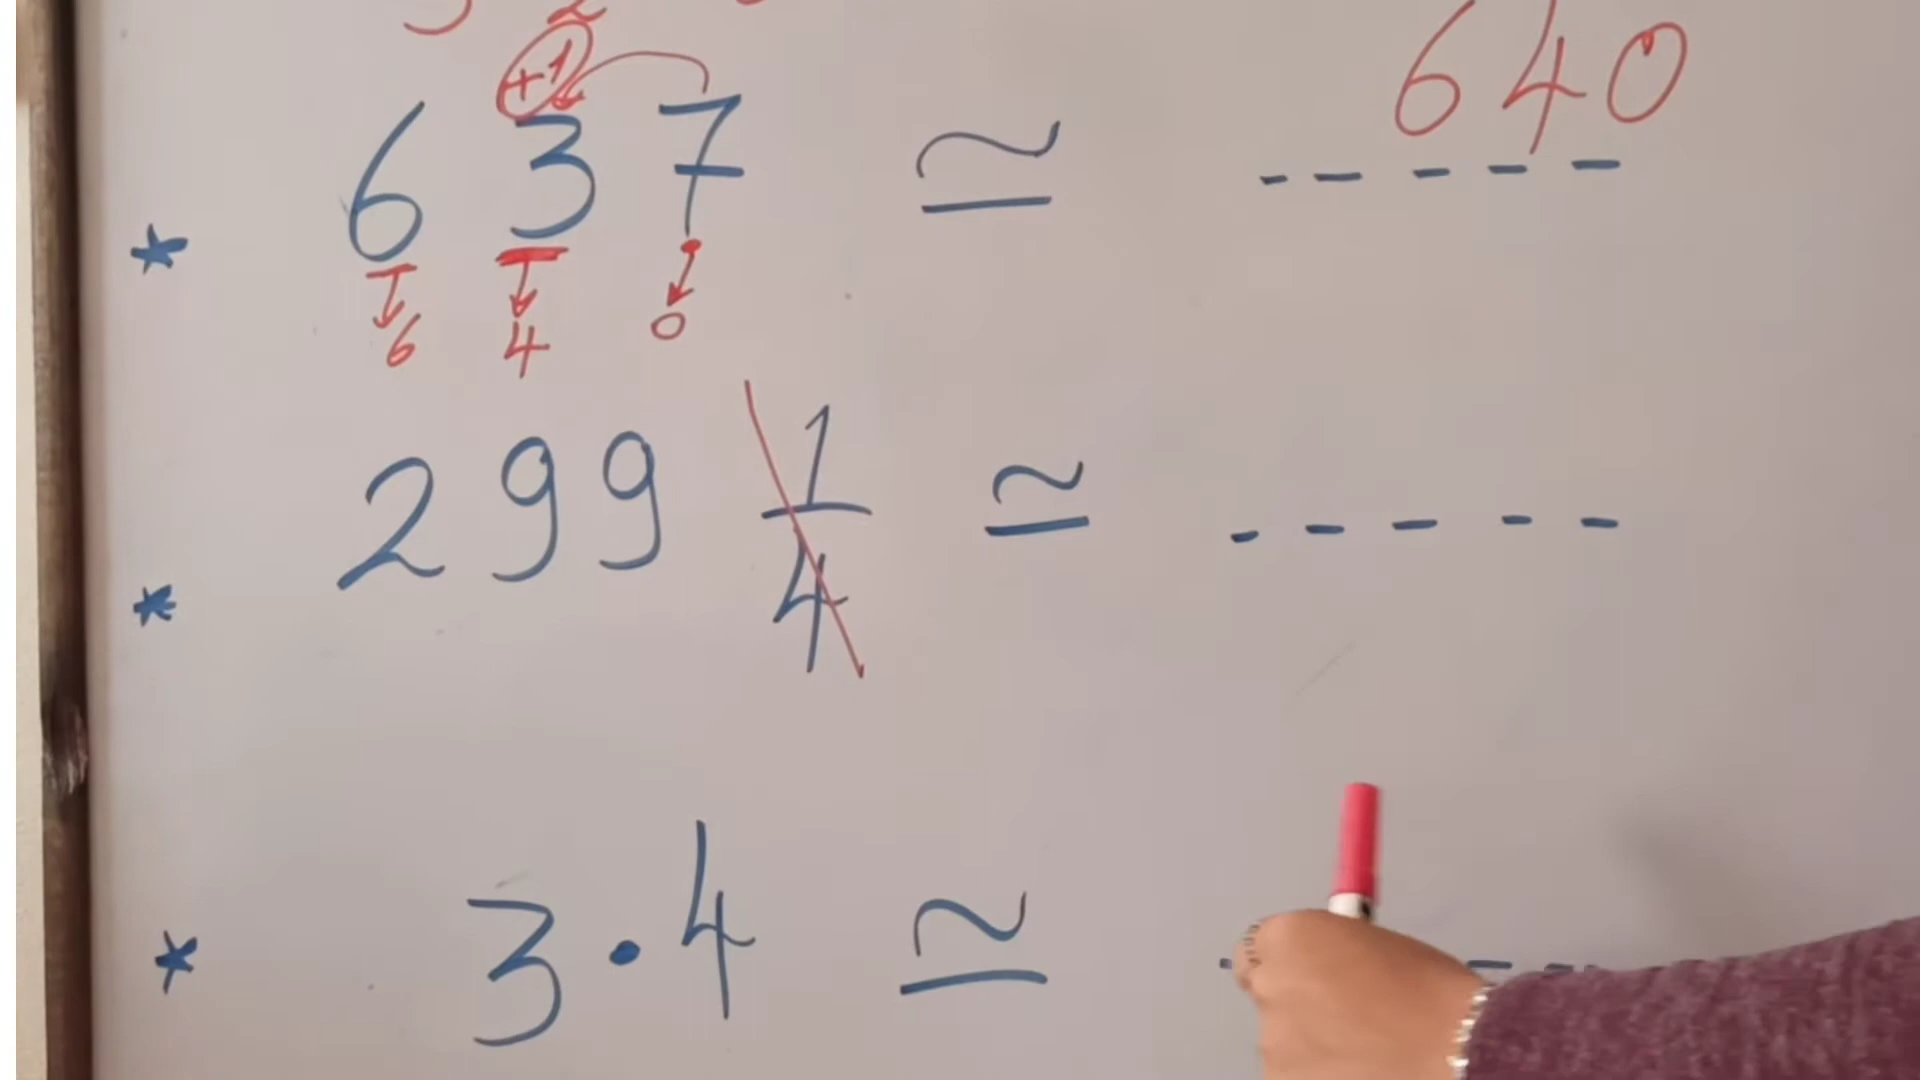 +1
* 637 ≅ 640
6 4 0
* 299 1/4 ≅ -----
* 3.4 ≅